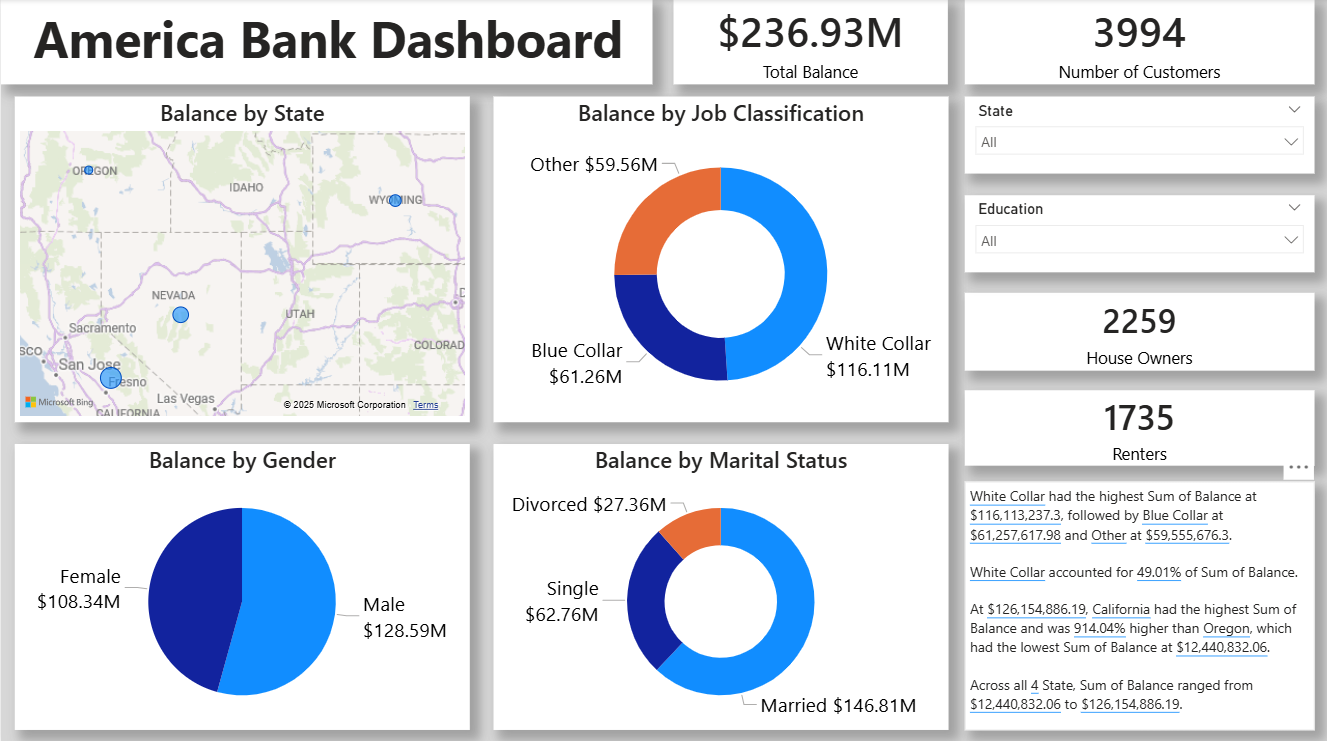 America Bank Dashboard
$236.93M
Total Balance
3994
Number of Customers
Balance by State
OREGON
IDAHO
WYOMING
NEVADA
UTAH
Sacramento
San Jose
Fresno
COLORAD
Las Vegas
CALIFORNIA
Microsoft Bing
© 2025 Microsoft Corporation Terms
Balance by Job Classification
Other $59.56M
Blue Collar
$61.26M
White Collar
$116.11M
State
All
Education
All
2259
House Owners
1735
Renters
Balance by Gender
Female
$108.34M
Male
$128.59M
Balance by Marital Status
Divorced $27.36M
Single
$62.76M
Married $146.81M
White Collar had the highest Sum of Balance at
$116,113,237.3, followed by Blue Collar at
$61,257,617.98 and Other at $59,555,676.3.
White Collar accounted for 49.01% of Sum of Balance.
At $126,154,886.19, California had the highest Sum of
Balance and was 914.04% higher than Oregon, which
had the lowest Sum of Balance at $12,440,832.06.
Across all 4 State, Sum of Balance ranged from
$12,440,832.06 to $126,154,886.19.